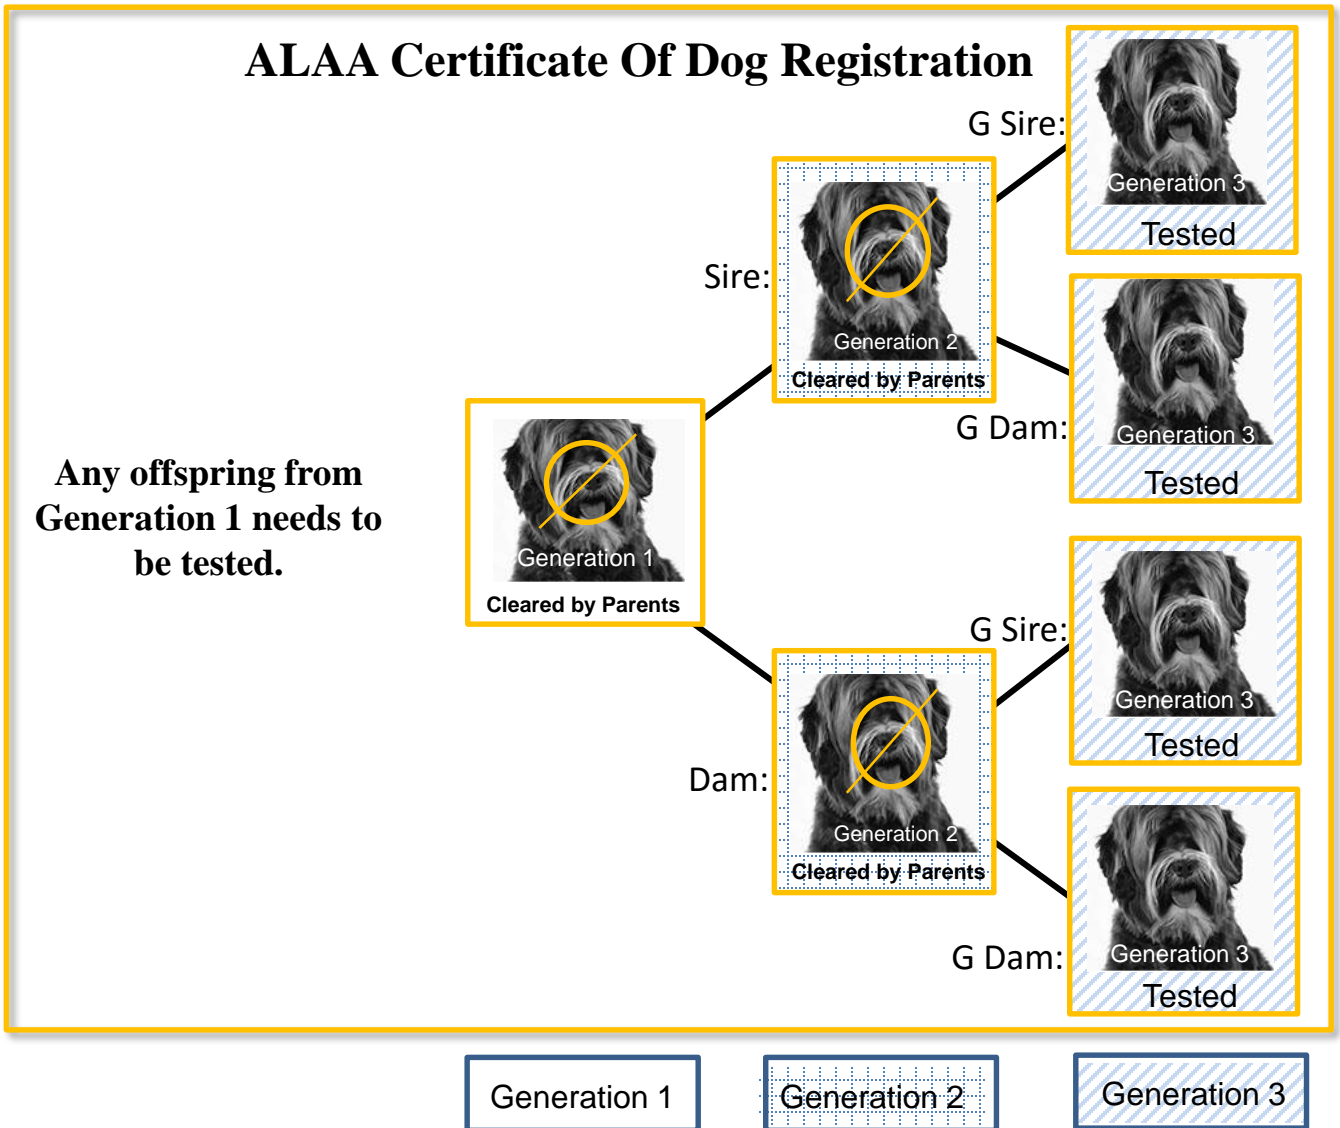 ALAA Certificate Of Dog Registration
G Sire:
Generation 3
Tested
Sire:
Generation 2
Cleared by Parents
G Dam:
Generation 3
Tested
Any offspring from
Generation 1 needs to
be tested.
Generation 1
Cleared by Parents
G Sire:
Generation 3
Tested
Dam:
Generation 2
Cleared by Parents
G Dam:
Generation 3
Tested
Generation 1
Generation 2
Generation 3